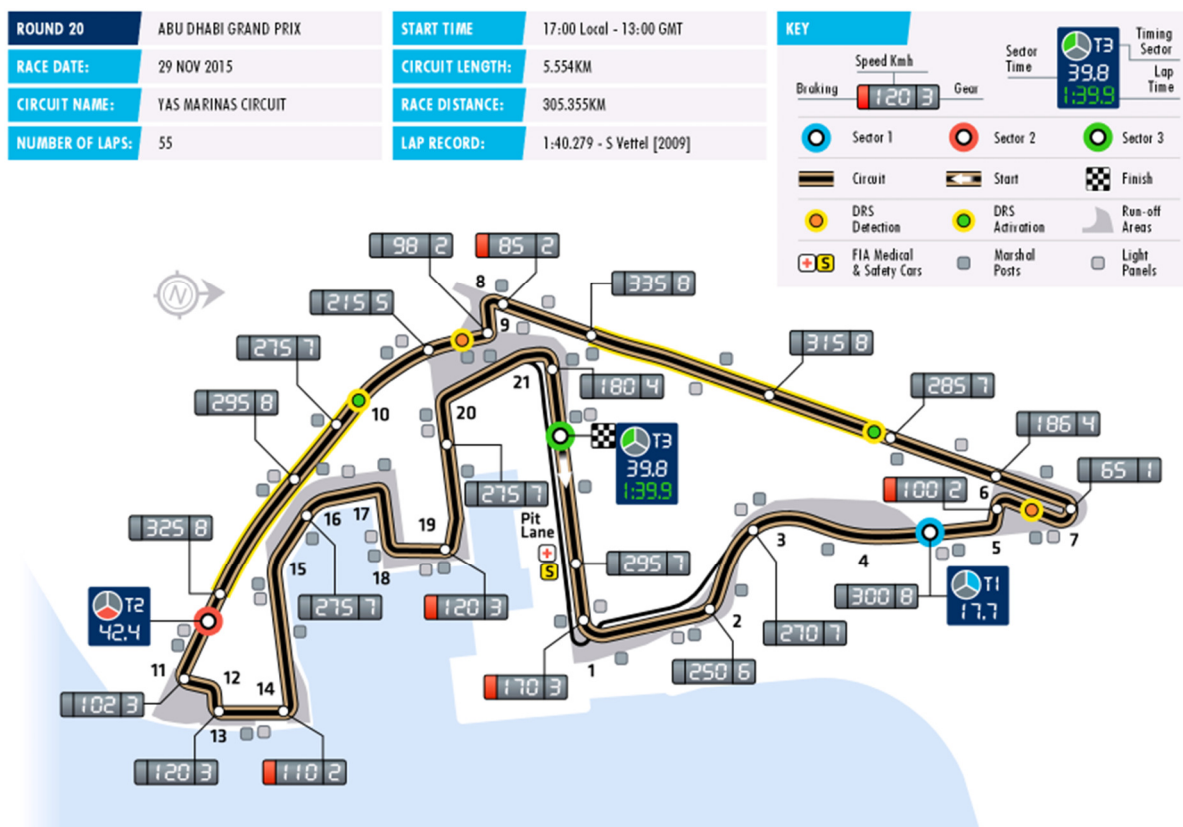 ROUND 20 ABU DHABI GRAND PRIX
RACE DATE: 29 NOV 2015
CIRCUIT NAME: YAS MARINAS CIRCUIT
NUMBER OF LAPS: 55
START TIME 17:00 Local - 13:00 GMT
CIRCUIT LENGTH: 5.554KM
RACE DISTANCE: 305.355KM
LAP RECORD: 1:40.279 - S Vettel [2009]
KEY
Speed Kmh
Braking 120 3 Gear
Sector Time
T3
39.8
1:39.9
Timing Sector
Lap Time
Sector 1 Sector 2 Sector 3
Circuit Start Finish
DRS Detection DRS Activation Run-off Areas
+ S FIA Medical & Safety Cars Marshal Posts Light Panels
98 2
85 2
335 8
8
N
215 5
9
275 7
315 8
21
180 4
285 7
295 8
10
20
186 4
T3
39.8
1:39.9
65 1
275 7
100 2
6
16
17
19
Pit Lane
325 8
3
5
7
4
18
+
S
15
295 7
T2
42.4
275 7
120 3
300 8
T1
17.7
2
270 7
11
12
14
1
250 6
102 3
170 3
13
120 3
110 2